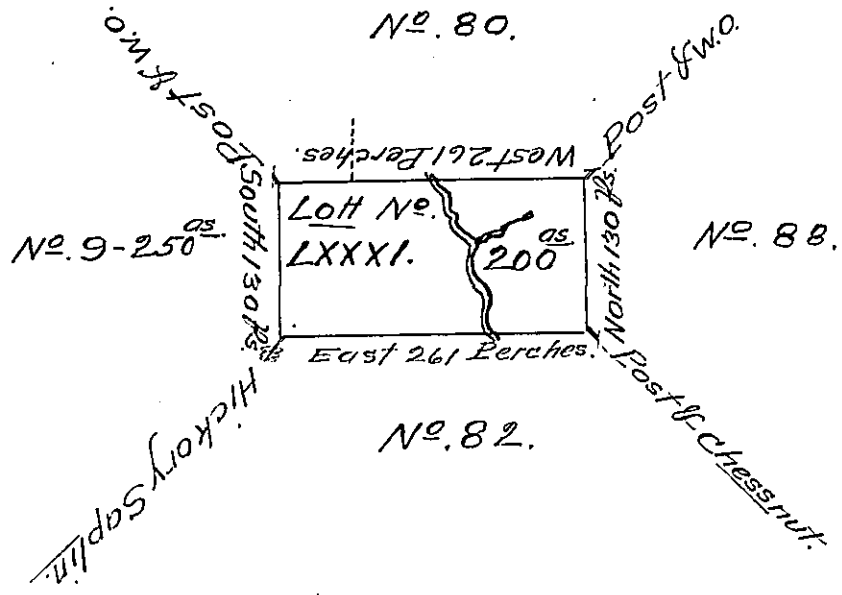 Nº. 80.
Post & W.O.
Post & W.O.
West 261 Perches.
South 130 Ps.
Lott No.
LXXXI.
200 as.
North 130 Ps.
Nº. 9-250 as.
Nº. 88.
East 261 Perches.
Nº. 82.
Hickory Saplin.
Post & Chessnut.